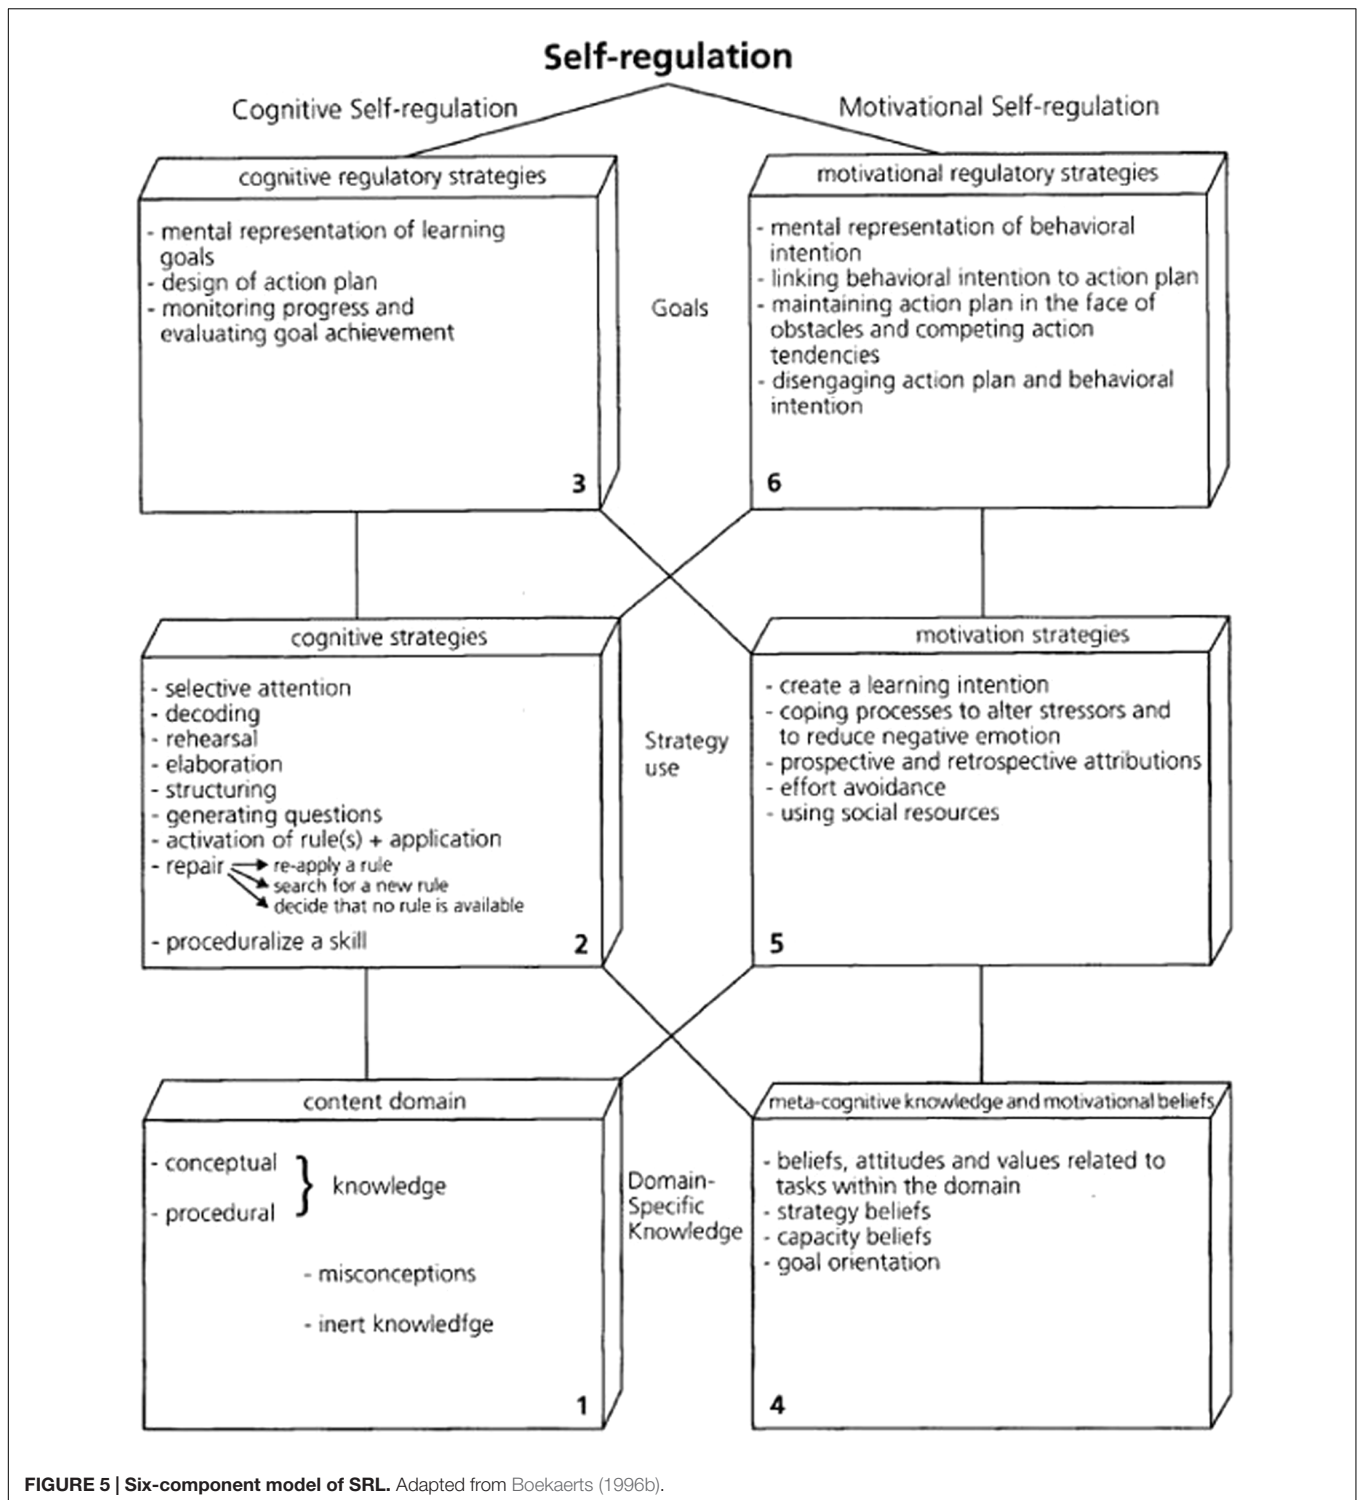 Self-regulation
Cognitive Self-regulation
Motivational Self-regulation
cognitive regulatory strategies
- mental representation of learning
goals
- design of action plan
- monitoring progress and
evaluating goal achievement
3
Goals
motivational regulatory strategies
- mental representation of behavioral
intention
- linking behavioral intention to action plan
- maintaining action plan in the face of
obstacles and competing action
tendencies
- disengaging action plan and behavioral
intention
6
cognitive strategies
- selective attention
- decoding
- rehearsal
- elaboration
- structuring
- generating questions
- activation of rule(s) + application
- repair
re-apply a rule
search for a new rule
decide that no rule is available
- proceduralize a skill
2
Strategy
use
motivation strategies
- create a learning intention
- coping processes to alter stressors and
to reduce negative emotion
- prospective and retrospective attributions
- effort avoidance
- using social resources
5
content domain
- conceptual
- procedural
} knowledge
- misconceptions
- inert knowledfge
1
Domain-
Specific
Knowledge
meta-cognitive knowledge and motivational beliefs
- beliefs, attitudes and values related to
tasks within the domain
- strategy beliefs
- capacity beliefs
- goal orientation
4
FIGURE 5 | Six-component model of SRL. Adapted from Boekaerts (1996b).